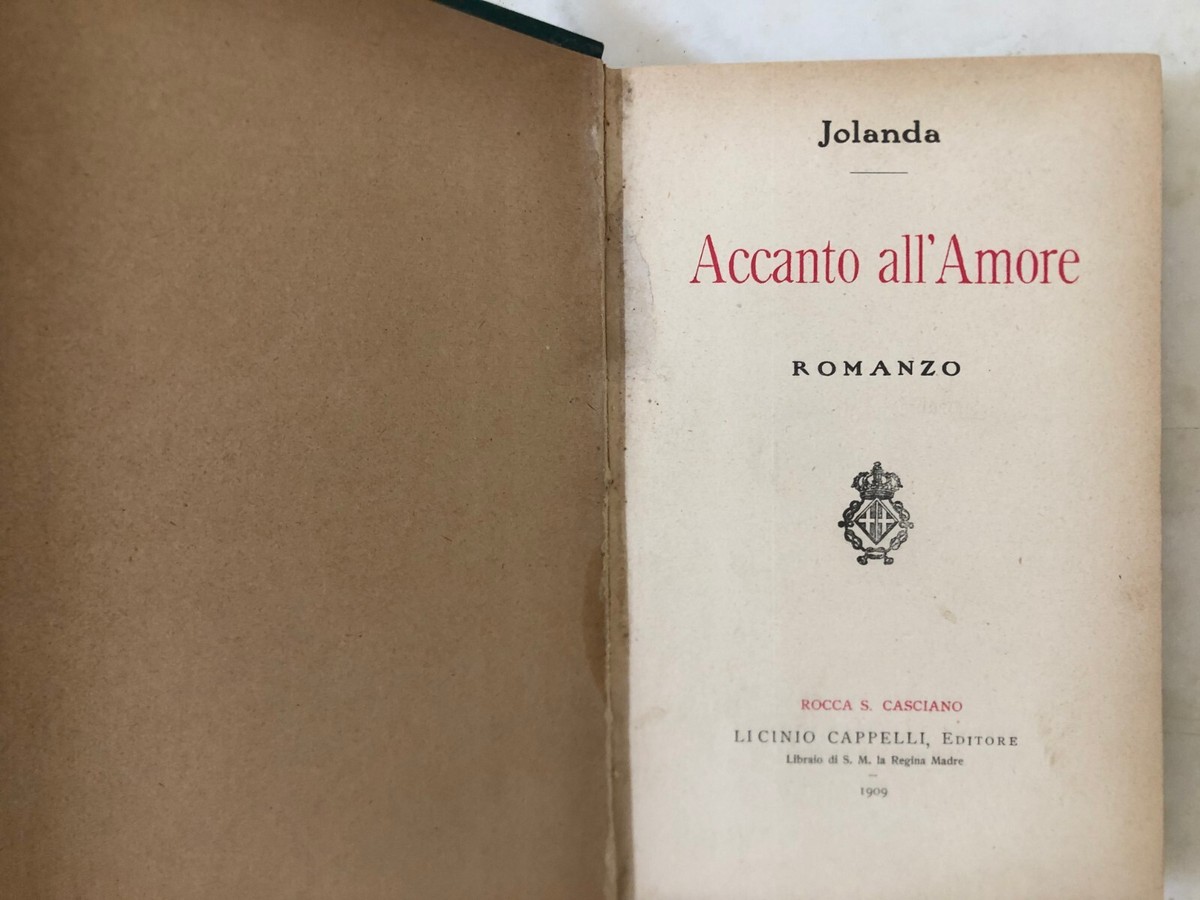 Jolanda
Accanto all'Amore
ROMANZO
ROCCA S. CASCIANO
LICINIO CAPPELLI, EDITORE
Libraio di S. M. la Regina Madre
1909